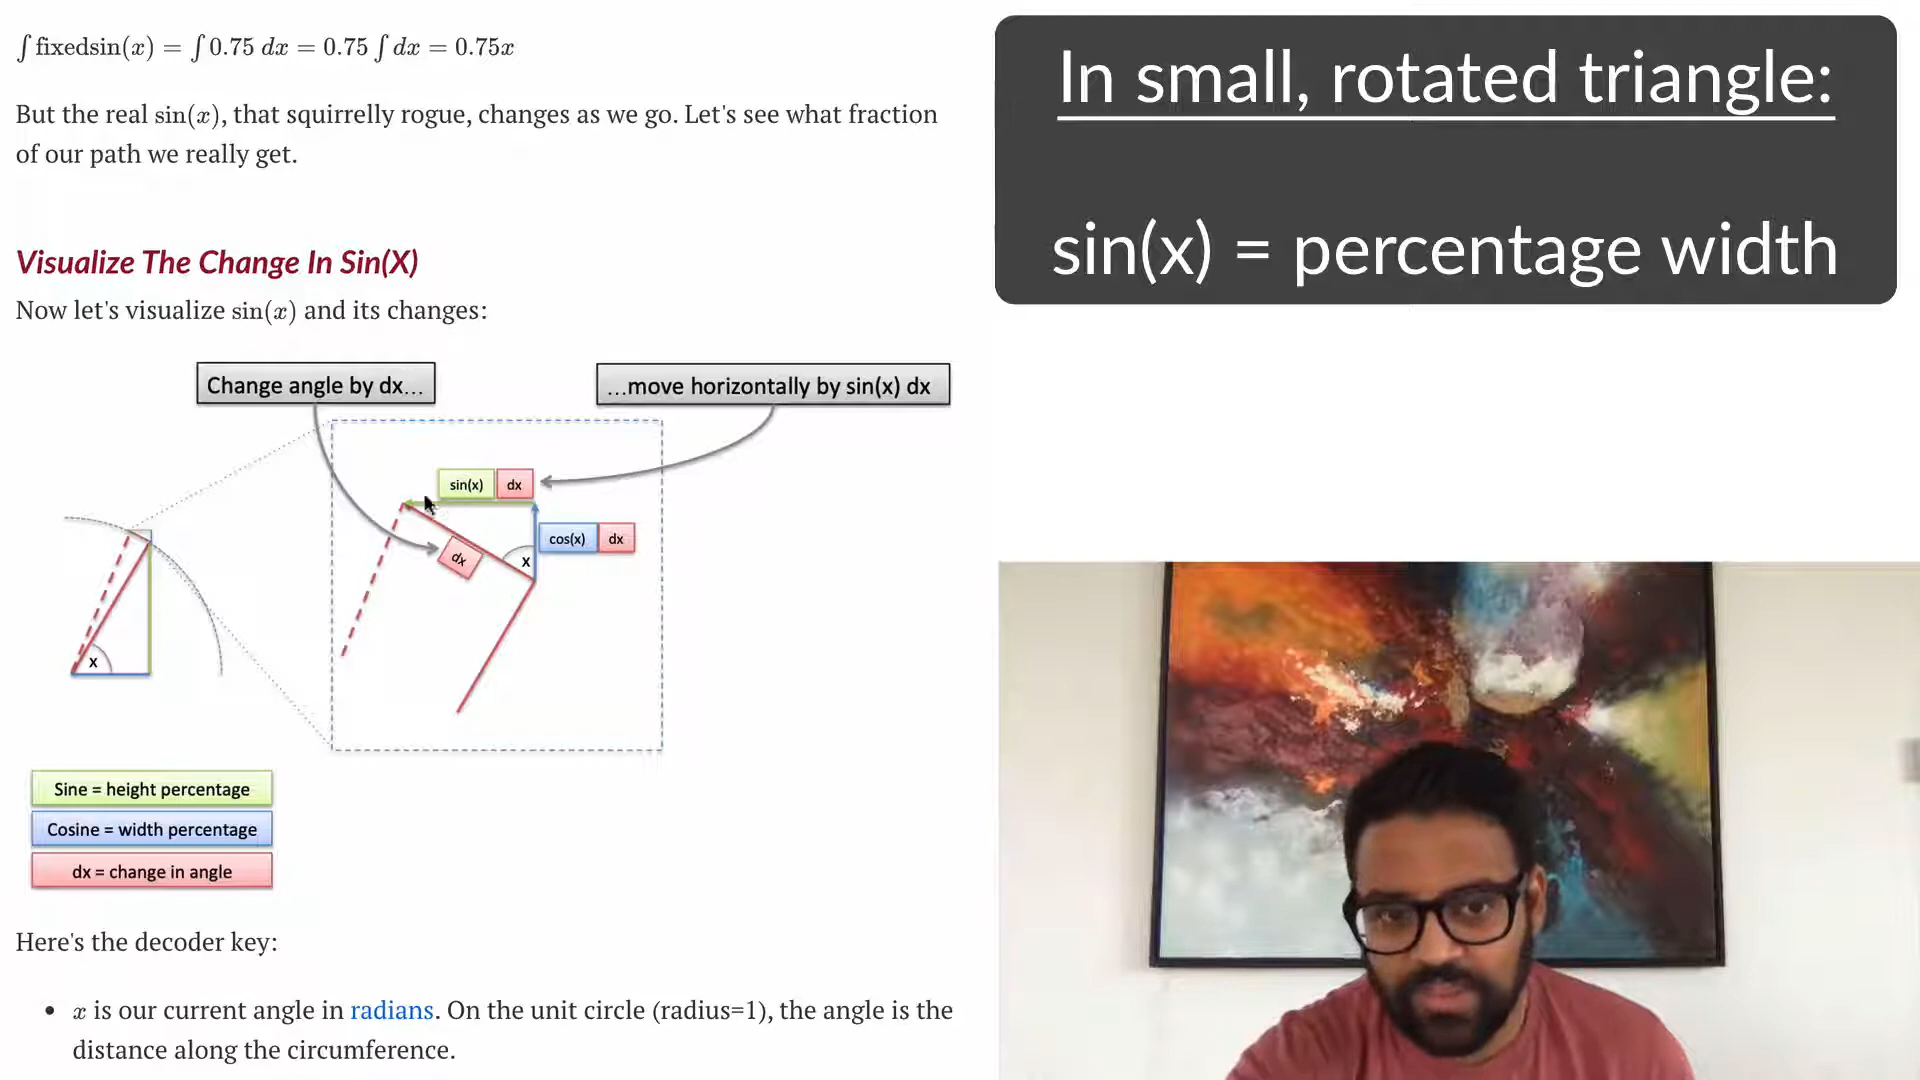 ∫ fixedsin(x) = ∫ 0.75 dx = 0.75 ∫ dx = 0.75x
But the real sin(x), that squirrelly rogue, changes as we go. Let's see what fraction
of our path we really get.
Visualize The Change In Sin(X)
Now let's visualize sin(x) and its changes:
Change angle by dx...
...move horizontally by sin(x) dx
sin(x) dx
cos(x) dx
dx
x
x
Sine = height percentage
Cosine = width percentage
dx = change in angle
Here's the decoder key:
• x is our current angle in radians. On the unit circle (radius=1), the angle is the
distance along the circumference.
In small, rotated triangle:
sin(x) = percentage width